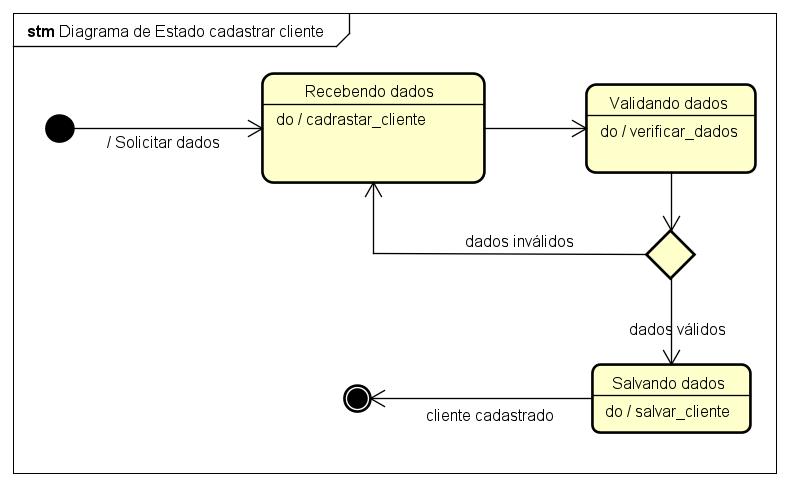 stm Diagrama de Estado cadastrar cliente
Recebendo dados
do / cadrastar_cliente
Validando dados
do / verificar_dados
/ Solicitar dados
dados inválidos
dados válidos
Salvando dados
do / salvar_cliente
cliente cadastrado